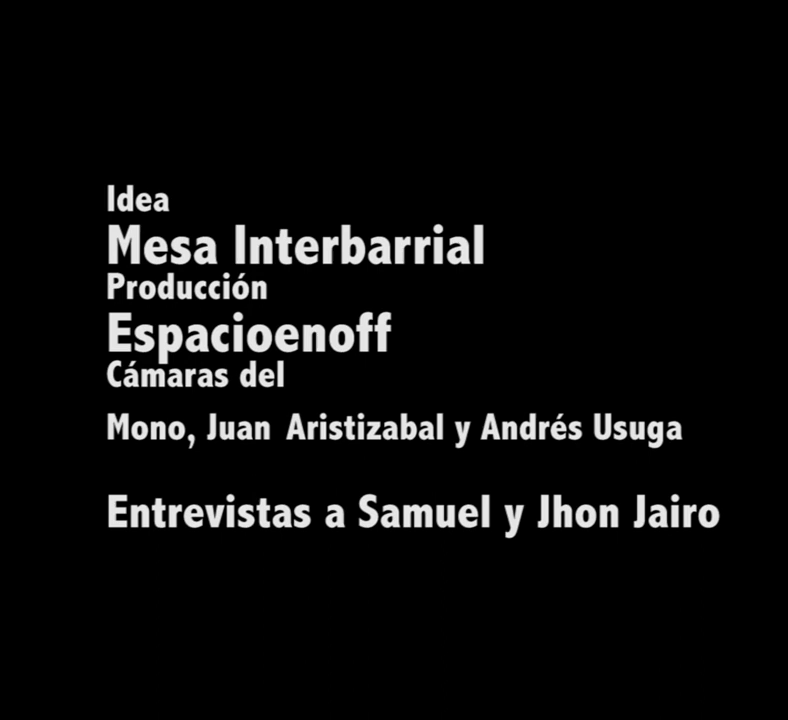 Idea
Mesa Interbarrial
Producción
Espacioenoff
Cámaras del
Mono, Juan Aristizabal y Andrés Usuga
Entrevistas a Samuel y Jhon Jairo